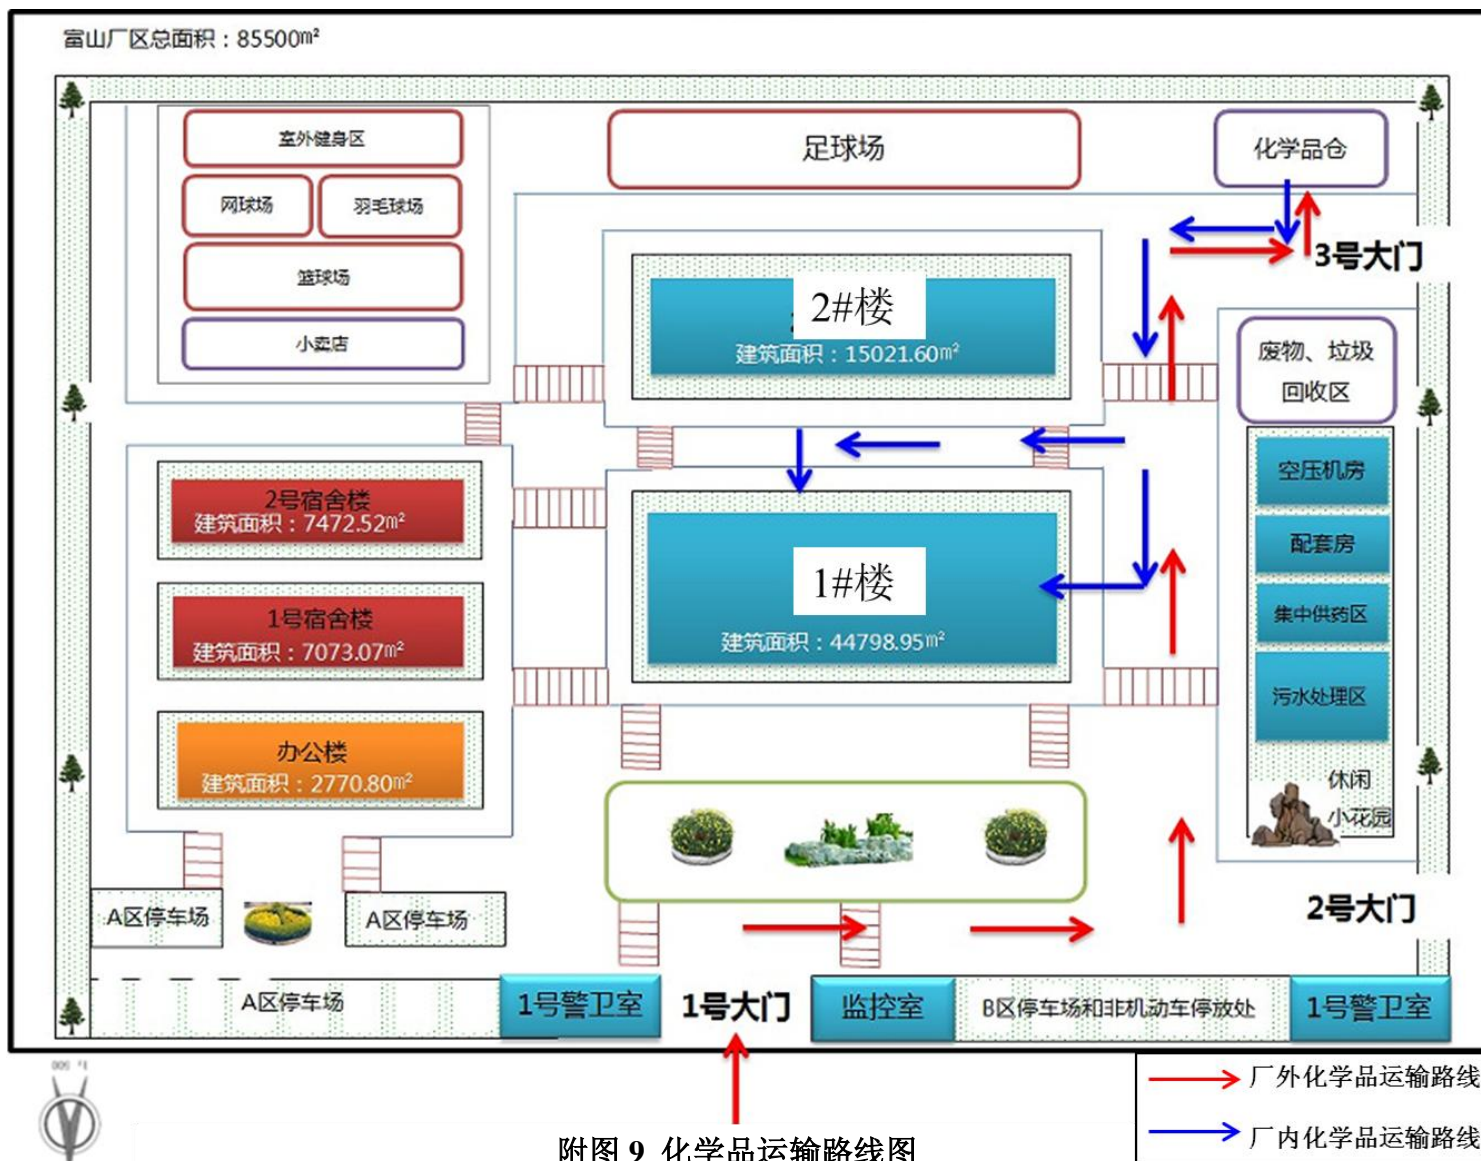 富山厂区总面积：85500㎡
室外健身区
足球场
化学品仓
网球场
羽毛球场
3号大门
篮球场
2#楼
小卖店
建筑面积：15021.60㎡
废物、垃圾
回收区
空压机房
2号宿舍楼
建筑面积：7472.52㎡
配套房
1#楼
1号宿舍楼
集中供药区
建筑面积：7073.07㎡
建筑面积：44798.95㎡
污水处理区
办公楼
建筑面积：2770.80㎡
休闲
小花园
A区停车场
A区停车场
2号大门
A区停车场
1号警卫室
1号大门
监控室
B区停车场和非机动车停放处
1号警卫室
厂外化学品运输路线
厂内化学品运输路线
附图 9 化学品运输路线图